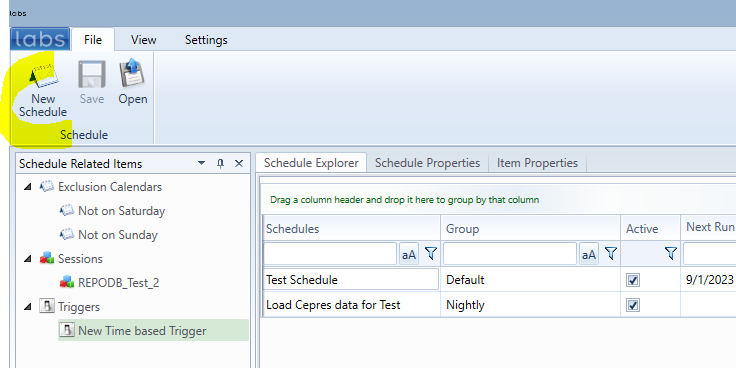 labs
labs File View Settings
New Schedule Save Open
Schedule
Schedule Related Items
Exclusion Calendars
Not on Saturday
Not on Sunday
Sessions
REPODB_Test_2
Triggers
New Time based Trigger
Schedule Explorer Schedule Properties Item Properties
Drag a column header and drop it here to group by that column
Schedules Group Active Next Run
aA aA
Test Schedule Default 9/1/2023
Load Cepres data for Test Nightly